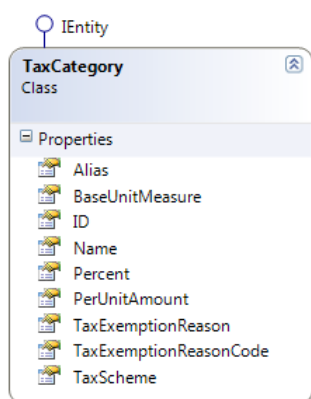 IEntity
TaxCategory
Class
Properties
Alias
BaseUnitMeasure
ID
Name
Percent
PerUnitAmount
TaxExemptionReason
TaxExemptionReasonCode
TaxScheme